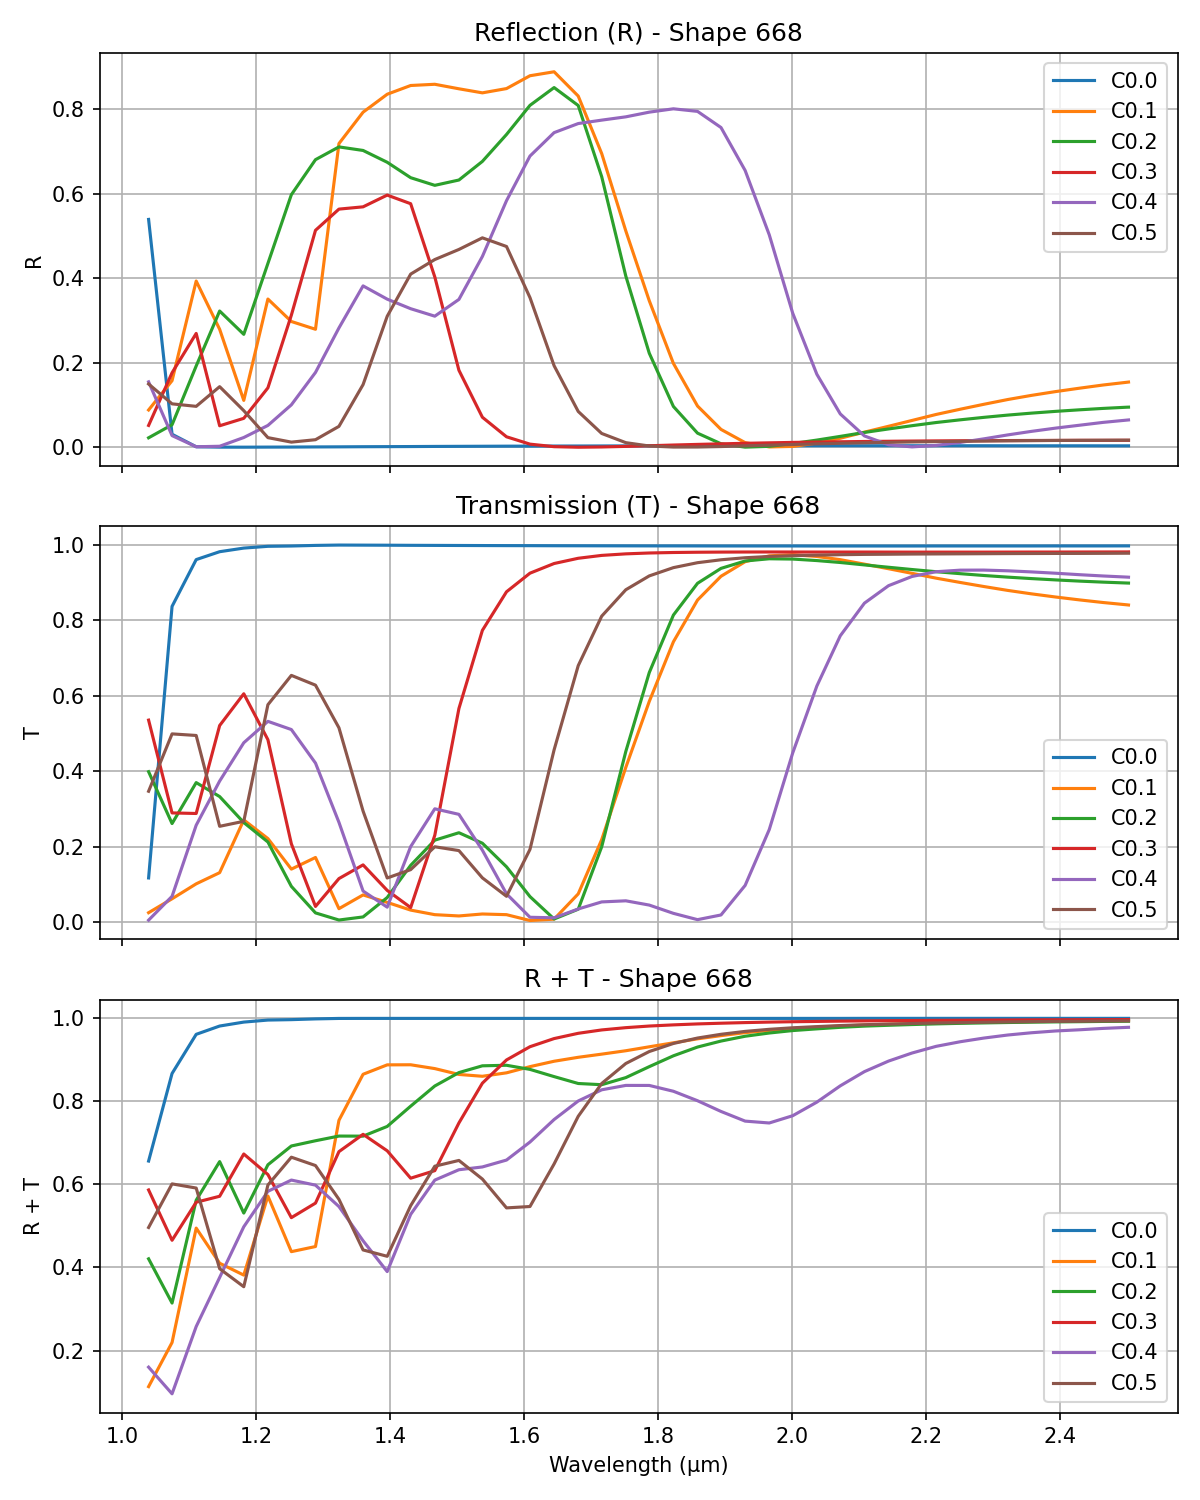 Reflection (R) - Shape 668
R
0.8
0.6
0.4
0.2
0.0
C0.0
C0.1
C0.2
C0.3
C0.4
C0.5
Transmission (T) - Shape 668
T
1.0
0.8
0.6
0.4
0.2
0.0
C0.0
C0.1
C0.2
C0.3
C0.4
C0.5
R + T - Shape 668
R + T
1.0
0.8
0.6
0.4
0.2
C0.0
C0.1
C0.2
C0.3
C0.4
C0.5
1.0 1.2 1.4 1.6 1.8 2.0 2.2 2.4
Wavelength (μm)